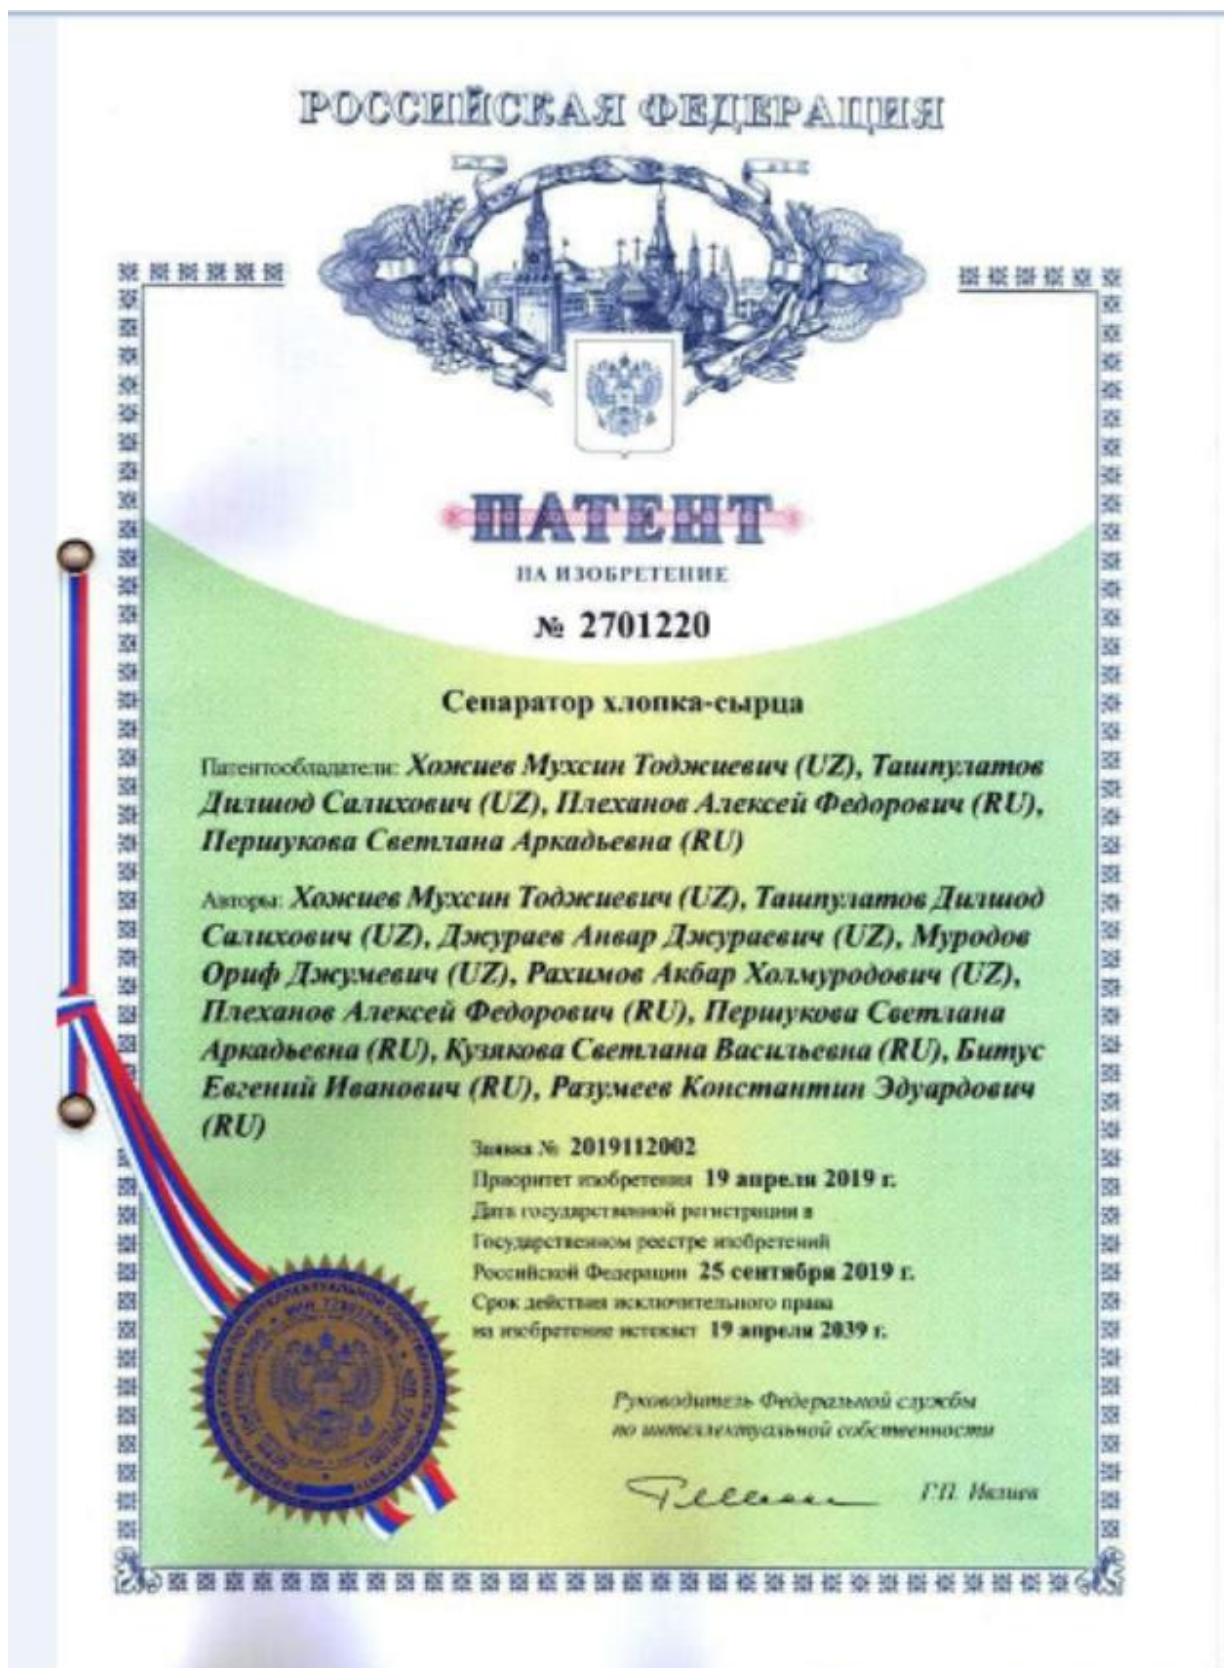 РОССИЙСКАЯ ФЕДЕРАЦИЯ
ПАТЕНТ
НА ИЗОБРЕТЕНИЕ
№ 2701220
Сепаратор хлопка-сырца
Патентообладатели: Хожиев Мухсин Тоджиевич (UZ), Ташпулатов
Дилшод Салихович (UZ), Плеханов Алексей Федорович (RU),
Першукова Светлана Аркадьевна (RU)
Авторы: Хожиев Мухсин Тоджиевич (UZ), Ташпулатов Дилшод
Салихович (UZ), Джураев Анвар Джураевич (UZ), Муродов
Ориф Джумевич (UZ), Рахимов Акбар Холмуродович (UZ),
Плеханов Алексей Федорович (RU), Першукова Светлана
Аркадьевна (RU), Кузякова Светлана Васильевна (RU), Битус
Евгений Иванович (RU), Разумеев Константин Эдуардович
(RU)
Заявка № 2019112002
Приоритет изобретения 19 апреля 2019 г.
Дата государственной регистрации в
Государственном реестре изобретений
Российской Федерации 25 сентября 2019 г.
Срок действия исключительного права
на изобретение истекает 19 апреля 2039 г.
Руководитель Федеральной службы
по интеллектуальной собственности
Г.П. Ивлиев